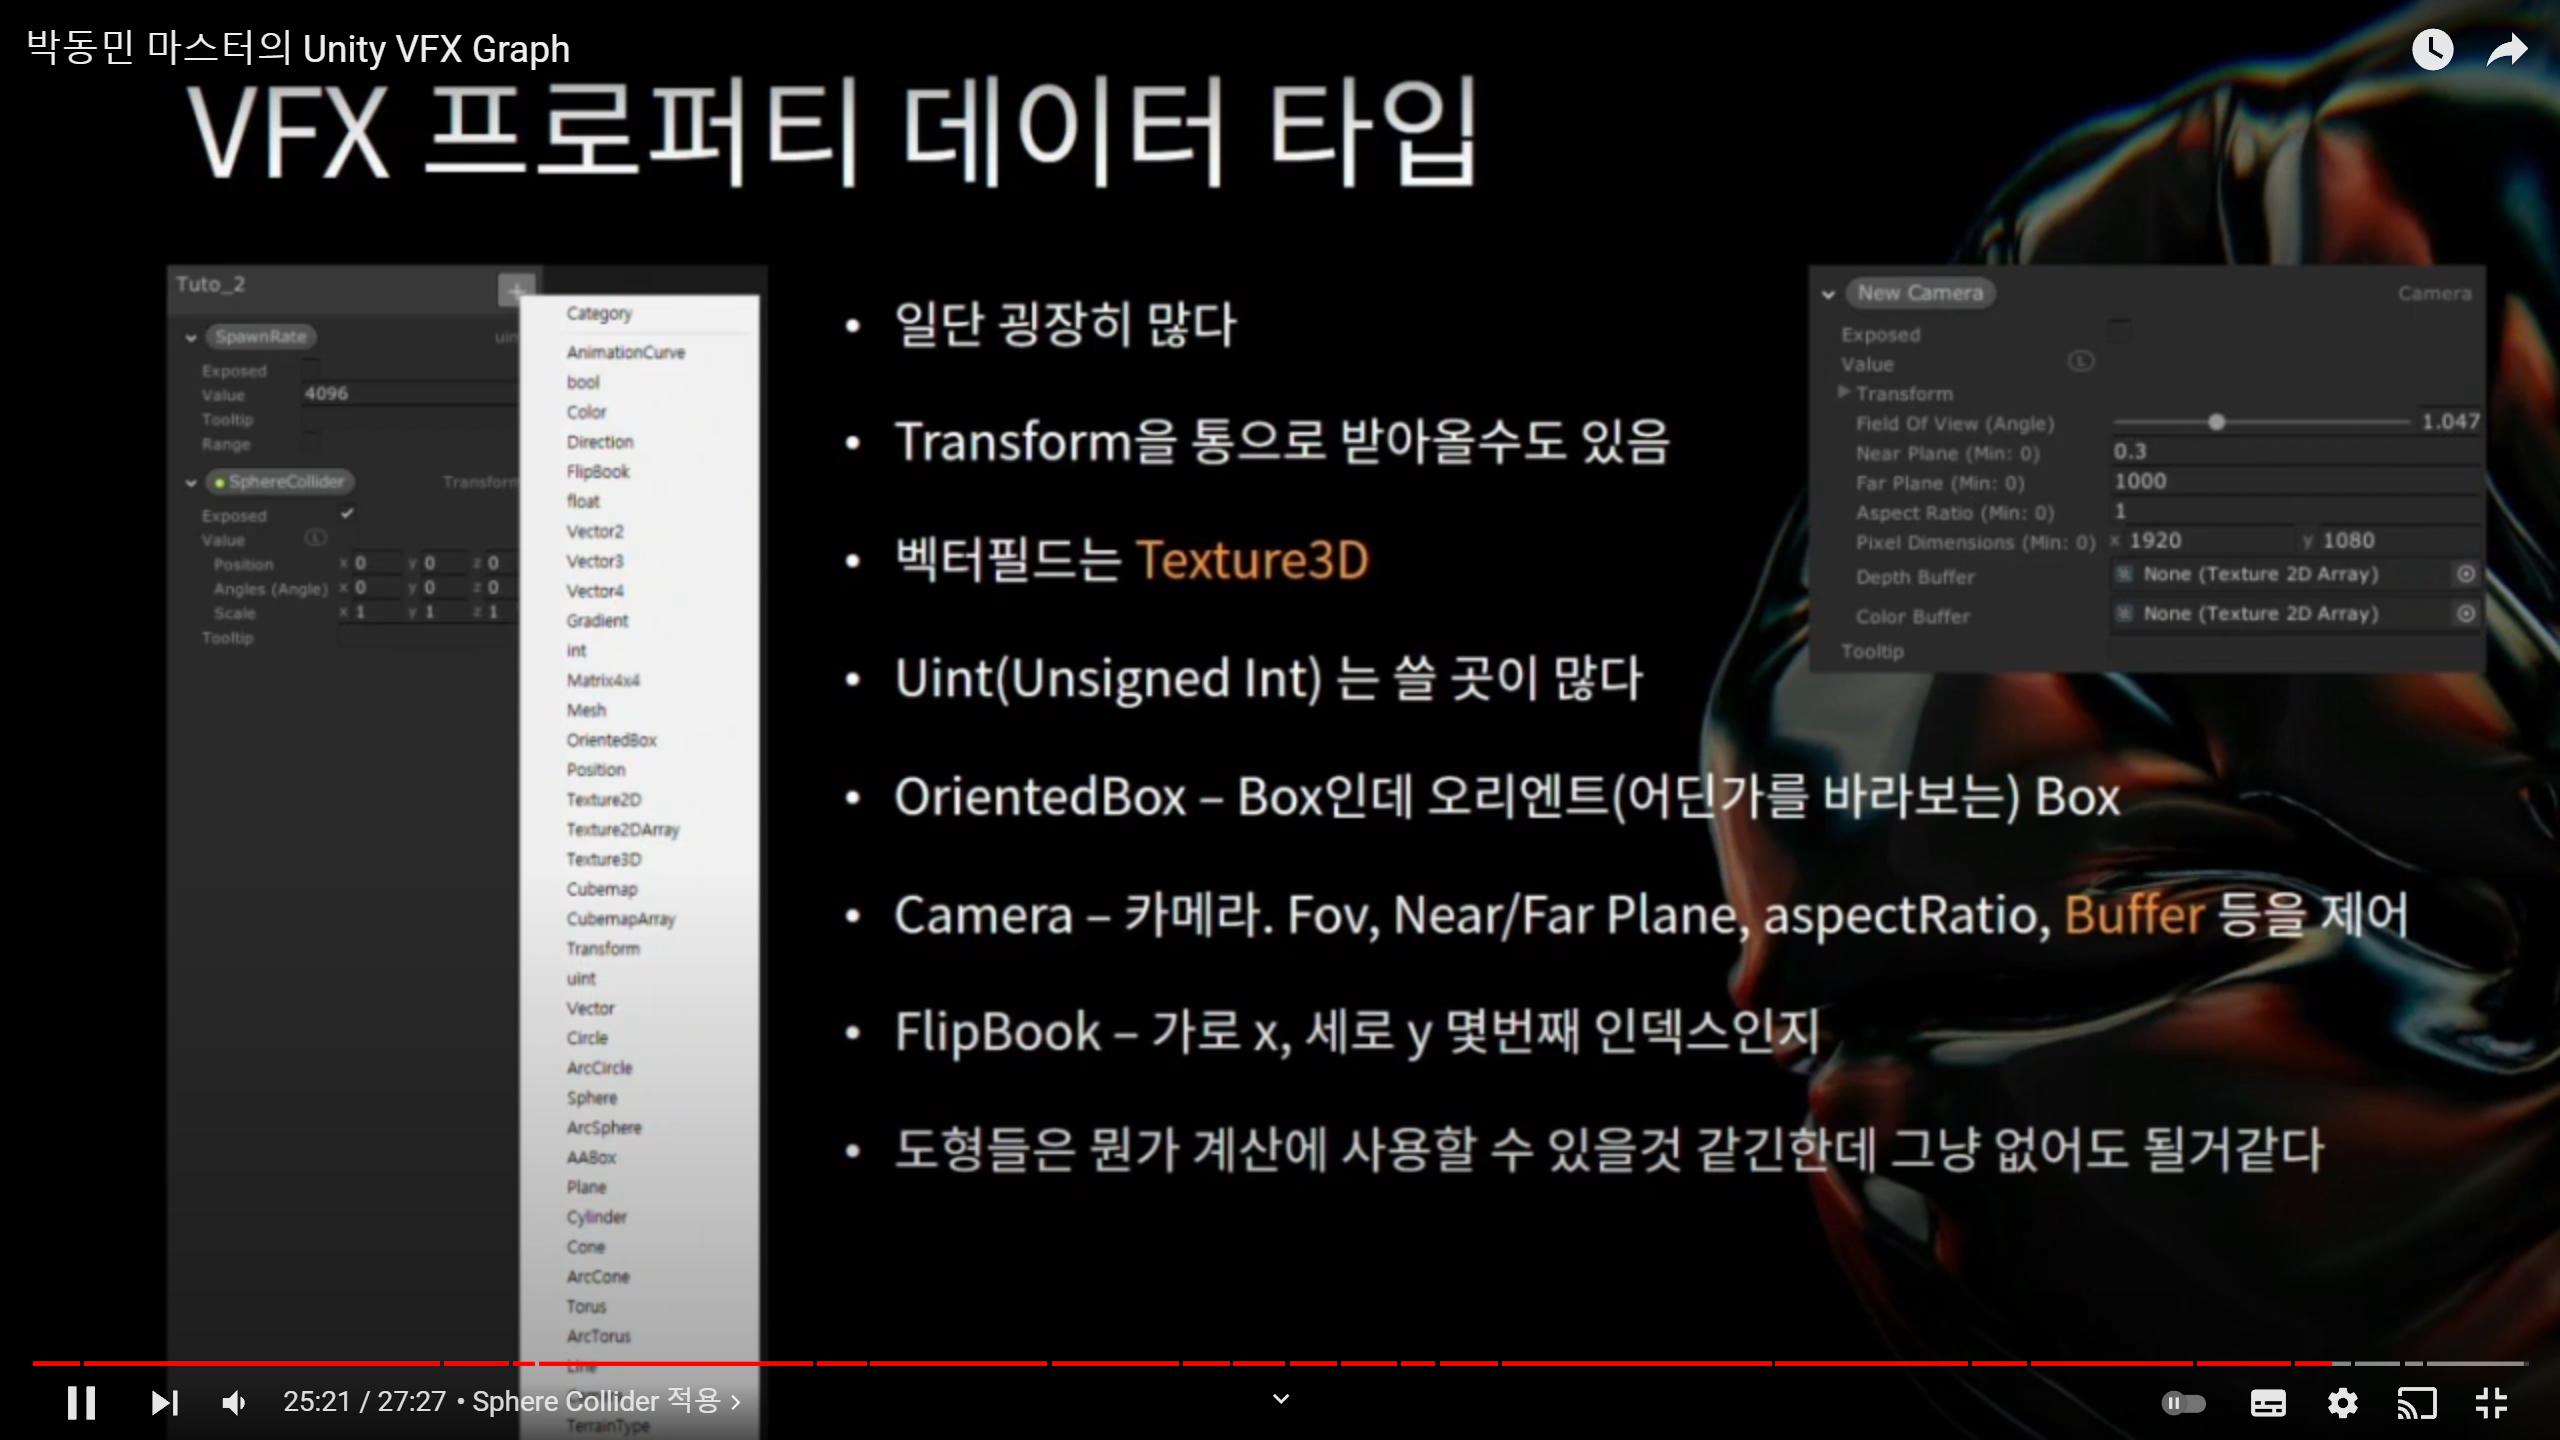 박동민 마스터의 Unity VFX Graph
VFX 프로퍼티 데이터 타입
Tuto_2
+
SpawnRate
Exposed
Value 4096
Tooltip
Range
SphereCollider Transform
Exposed
Value L
Position x 0 y 0 z 0
Angles (Angle) x 0 y 0 z 0
Scale x 1 y 1 z 1
Tooltip
Category
AnimationCurve
bool
Color
Direction
FlipBook
float
Vector2
Vector3
Vector4
Gradient
int
Matrix4x4
Mesh
OrientedBox
Position
Texture2D
Texture2DArray
Texture3D
Cubemap
CubemapArray
Transform
uint
Vector
Circle
ArcCircle
Sphere
ArcSphere
AABox
Plane
Cylinder
Cone
ArcCone
Torus
ArcTorus
Line
TerrainType
• 일단 굉장히 많다
• Transform을 통으로 받아올수도 있음
• 벡터필드는 Texture3D
• Uint(Unsigned Int) 는 쓸 곳이 많다
• OrientedBox – Box인데 오리엔트(어딘가를 바라보는) Box
• Camera – 카메라. Fov, Near/Far Plane, aspectRatio, Buffer 등을 제어
• FlipBook – 가로 x, 세로 y 몇번째 인덱스인지
• 도형들은 뭔가 계산에 사용할 수 있을것 같긴한데 그냥 없어도 될거같다
New Camera Camera
Exposed
Value L
Transform
Field Of View (Angle) 1.047
Near Plane (Min: 0) 0.3
Far Plane (Min: 0) 1000
Aspect Ratio (Min: 0) 1
Pixel Dimensions (Min: 0) x 1920 y 1080
Depth Buffer None (Texture 2D Array)
Color Buffer None (Texture 2D Array)
Tooltip
25:21 / 27:27 • Sphere Collider 적용 ›